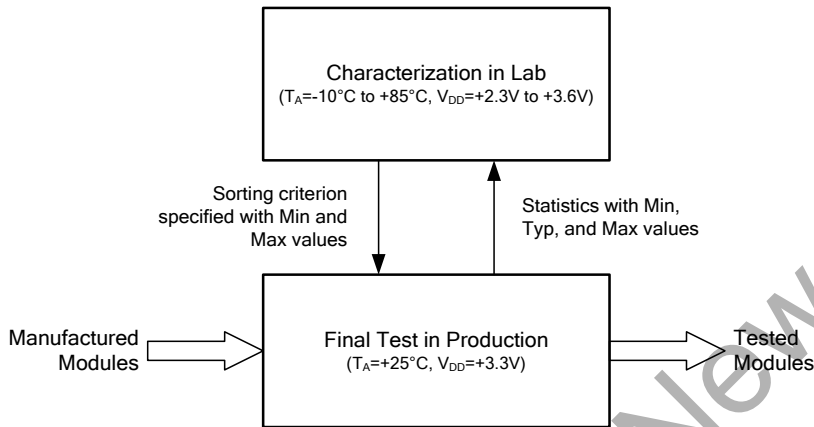 Characterization in Lab
(TA=-10°C to +85°C, VDD=+2.3V to +3.6V)
Sorting criterion
specified with Min and
Max values
Statistics with Min,
Typ, and Max values
Manufactured
Modules
Final Test in Production
(TA=+25°C, VDD=+3.3V)
Tested
Modules
New